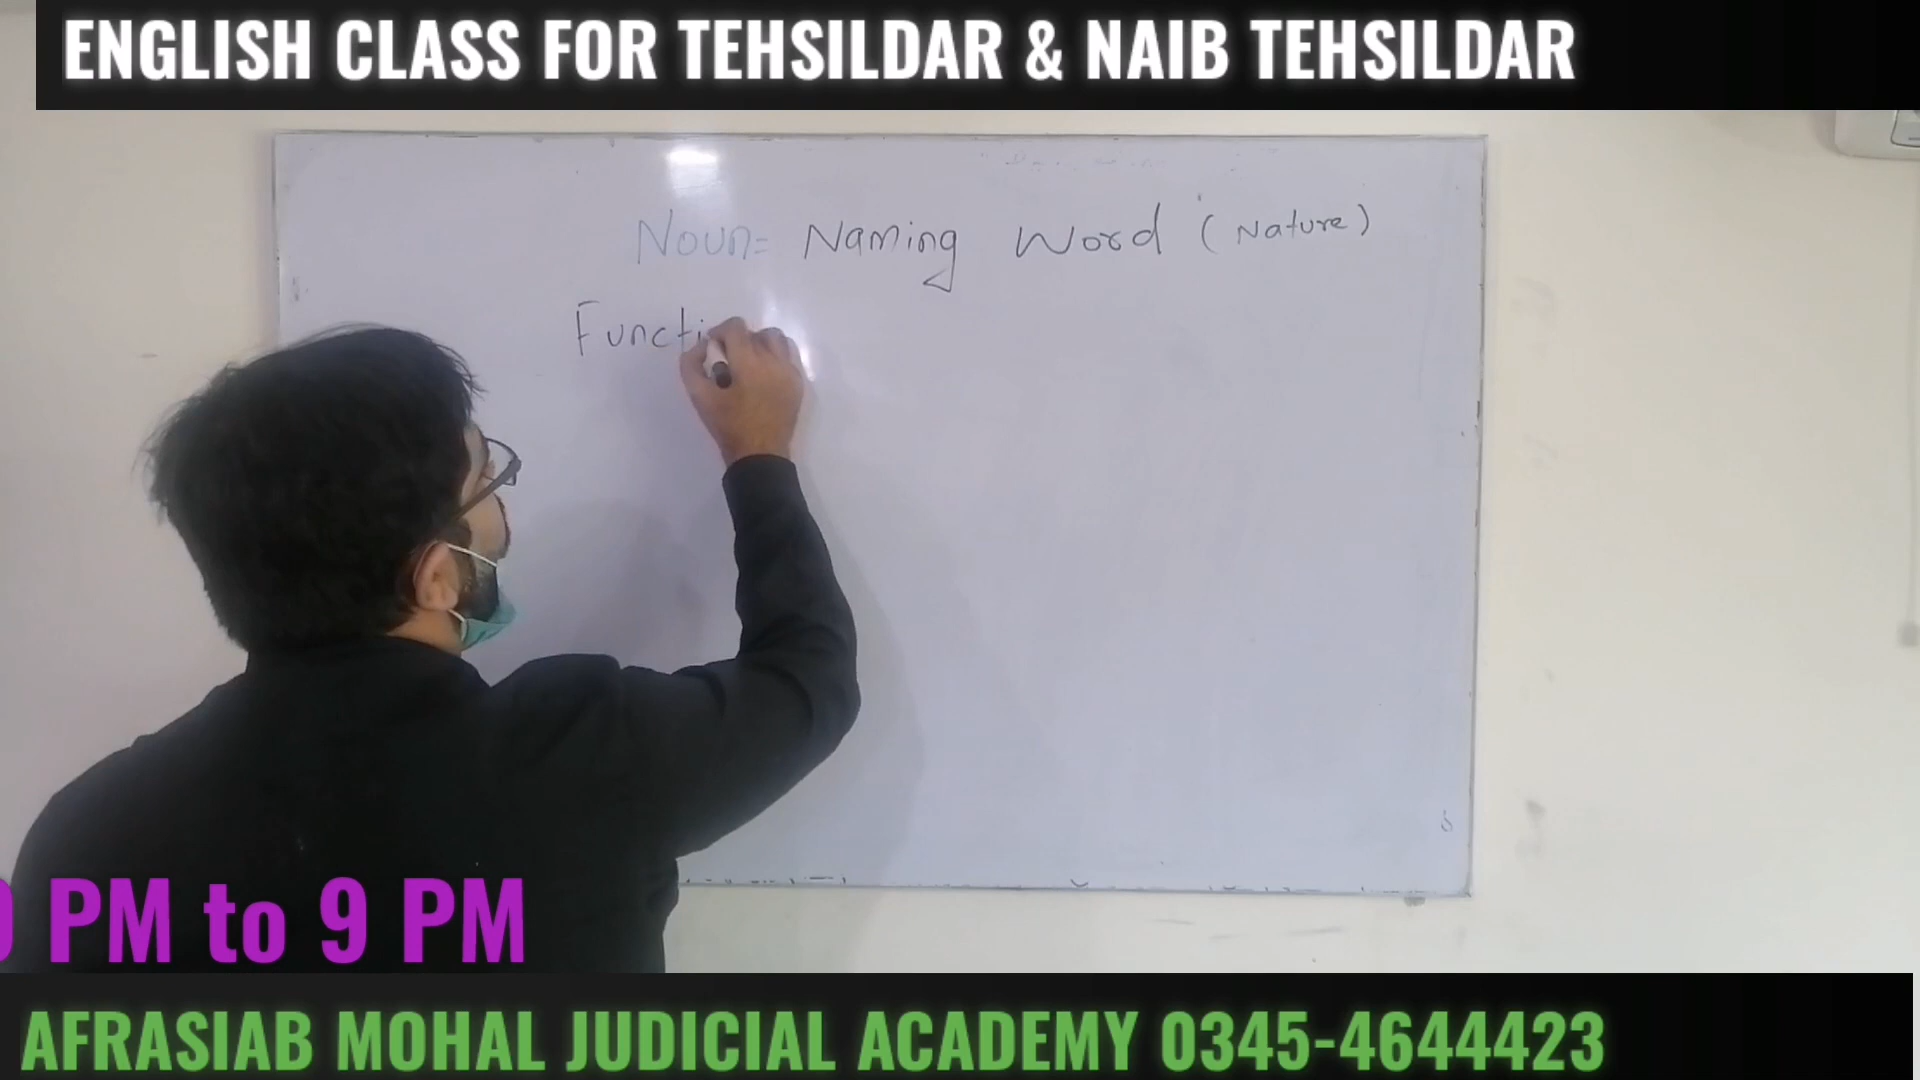 ENGLISH CLASS FOR TEHSILDAR & NAIB TEHSILDAR
Noun= Naming Word (Nature)
Functi
PM to 9 PM
AFRASIAB MOHAL JUDICIAL ACADEMY 0345-4644423